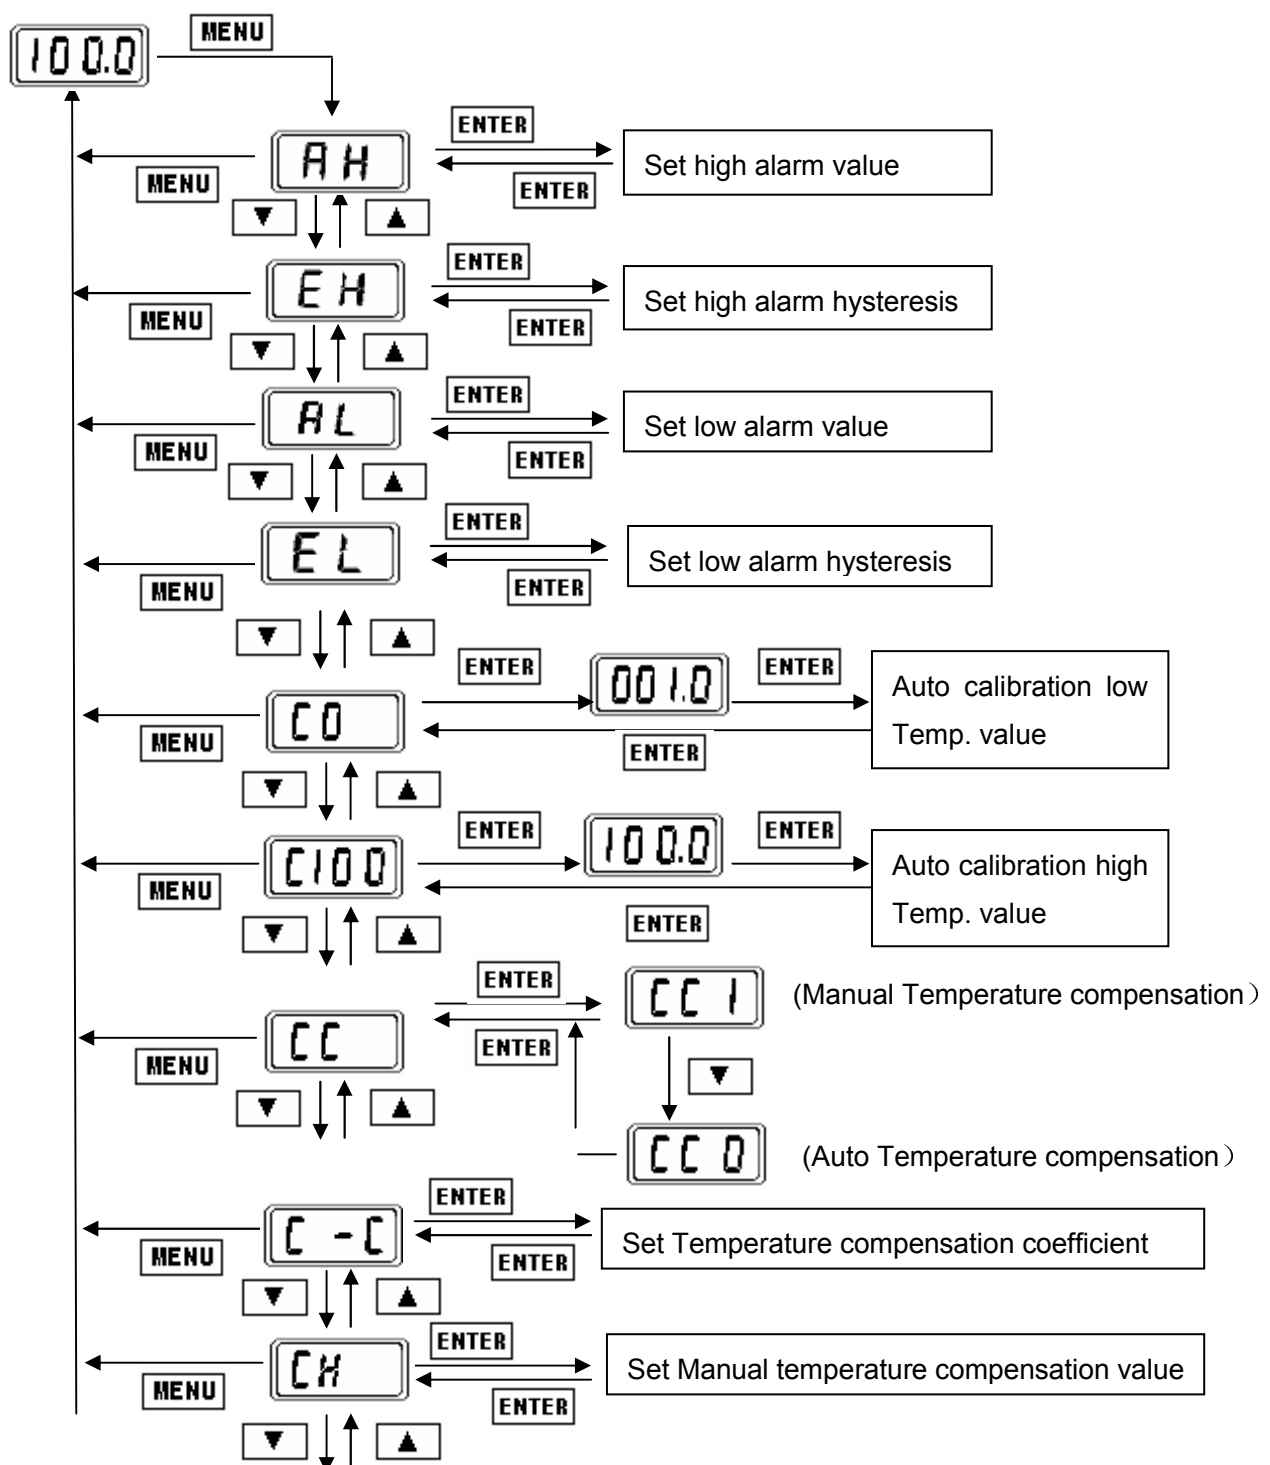 MENU
100.0
ENTER
AH
Set high alarm value
MENU
ENTER
▼ ▲
ENTER
EH
Set high alarm hysteresis
MENU
ENTER
▼ ▲
ENTER
AL
Set low alarm value
MENU
ENTER
▼ ▲
ENTER
EL
Set low alarm hysteresis
MENU
ENTER
▼ ▲
ENTER
001.0
ENTER
Auto calibration low
Temp. value
C0
MENU
ENTER
▼ ▲
ENTER
100.0
ENTER
Auto calibration high
Temp. value
C100
MENU
ENTER
▼ ▲
ENTER
CC 1
(Manual Temperature compensation）
CC
MENU
ENTER
▼
▼ ▲
CC 0
(Auto Temperature compensation）
ENTER
C -C
Set Temperature compensation coefficient
MENU
ENTER
▼ ▲
ENTER
CH
Set Manual temperature compensation value
MENU
ENTER
▼ ▲